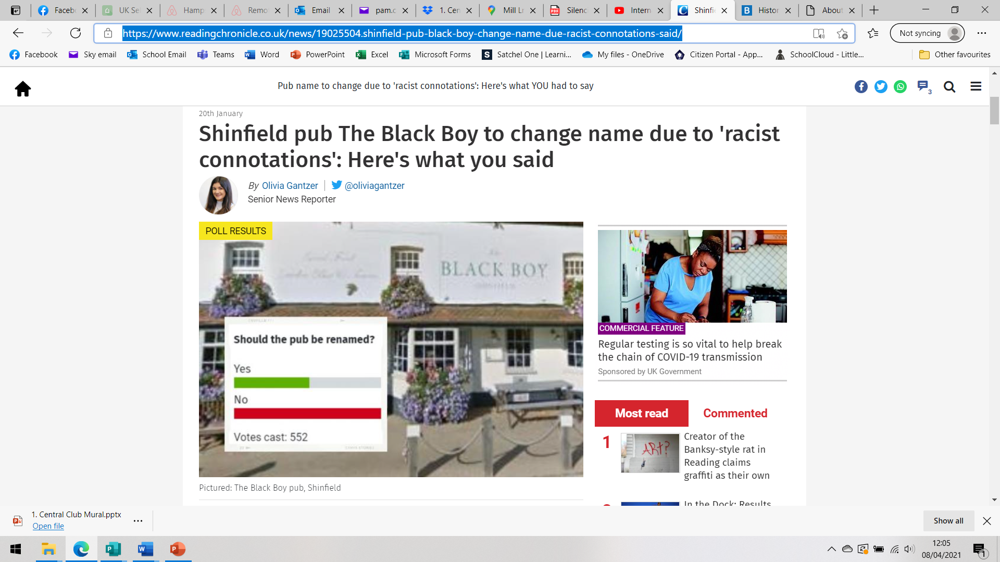 Faceb
UK Sel
Hamp
Remo
Email
pam.c
1. Cen
Mill Ln
Silenc
Intern
Shinfi
Histor
About
https://www.readingchronicle.co.uk/news/19025504.shinfield-pub-black-boy-change-name-due-racist-connotations-said/
Not syncing
Facebook
Sky email
School Email
Teams
Word
PowerPoint
Excel
Microsoft Forms
Satchel One | Learni...
My files - OneDrive
Citizen Portal - App...
SchoolCloud - Little...
Other favourites
Pub name to change due to 'racist connotations': Here's what YOU had to say
3
20th January
Shinfield pub The Black Boy to change name due to 'racist
connotations': Here's what you said
By Olivia Gantzer
@oliviagantzer
Senior News Reporter
POLL RESULTS
BLACK BOY
Should the pub be renamed?
Yes
No
Votes cast: 552
Pictured: The Black Boy pub, Shinfield
COMMERCIAL FEATURE
Regular testing is so vital to help break
the chain of COVID-19 transmission
Sponsored by UK Government
Most read
Commented
1
ART?
Creator of the
Banksy-style rat in
Reading claims
graffiti as their own
In the Dock: Results
1. Central Club Mural.pptx
Open file
Show all
12:05
08/04/2021
1